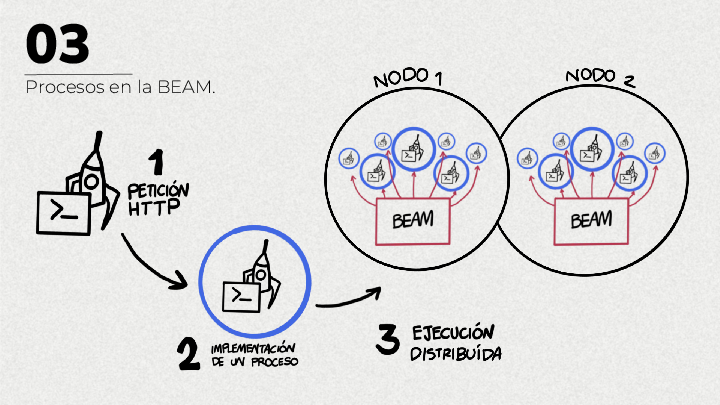 03
Procesos en la BEAM.
1
PETICIÓN
HTTP
2
IMPLEMENTACIÓN
DE UN PROCESO
NODO 1
NODO 2
BEAM
BEAM
3
EJECUCIÓN
DISTRIBUÍDA